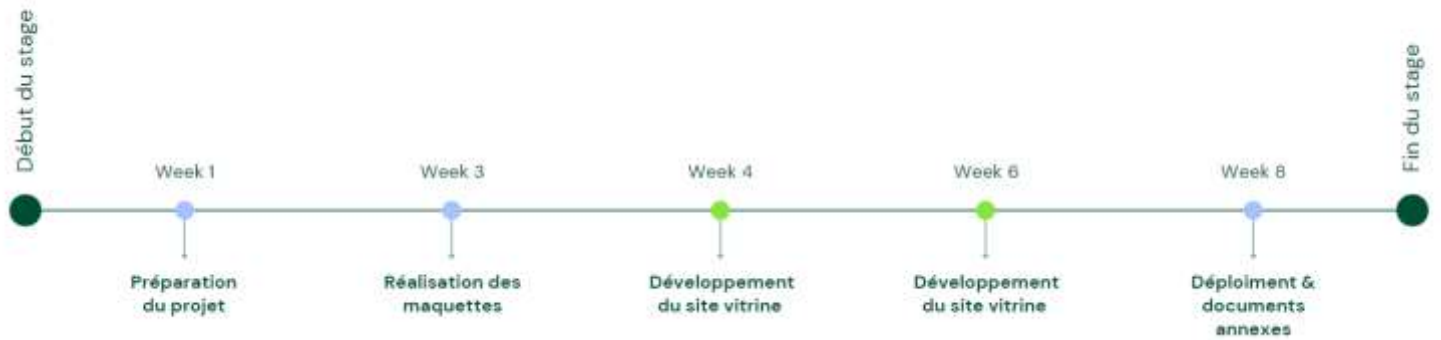 Début du stage
Week 1
Week 3
Week 4
Week 6
Week 8
Fin du stage
Préparation
du projet
Réalisation des
maquettes
Développement
du site vitrine
Développement
du site vitrine
Déploiment &
documents
annexes